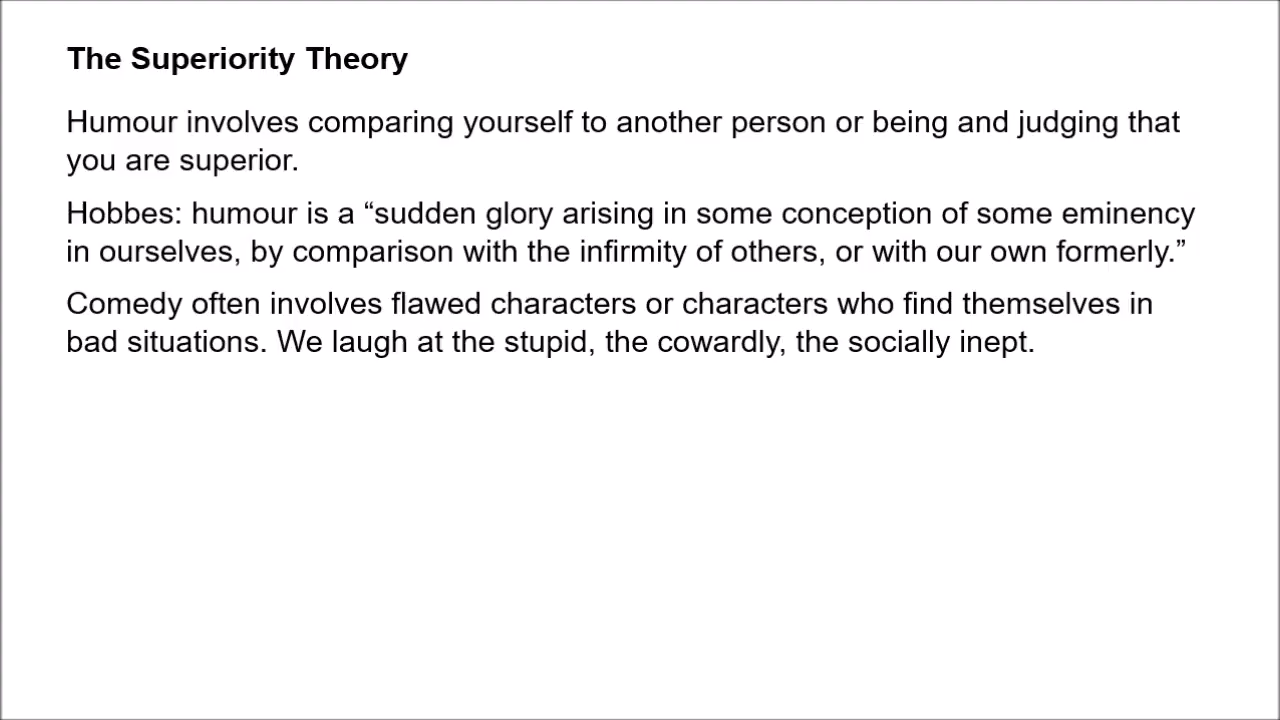 The Superiority Theory
Humour involves comparing yourself to another person or being and judging that
you are superior.
Hobbes: humour is a “sudden glory arising in some conception of some eminency
in ourselves, by comparison with the infirmity of others, or with our own formerly.”
Comedy often involves flawed characters or characters who find themselves in
bad situations. We laugh at the stupid, the cowardly, the socially inept.